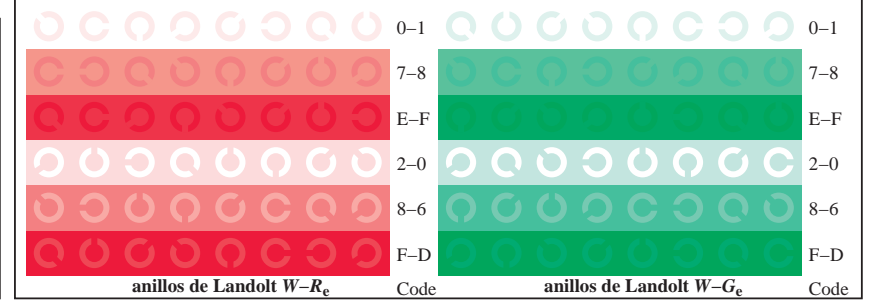 0–1 0–1
7–8 7–8
E–F E–F
2–0 2–0
8–6 8–6
F–D F–D
anillos de Landolt W–Re Code anillos de Landolt W–Ge Code